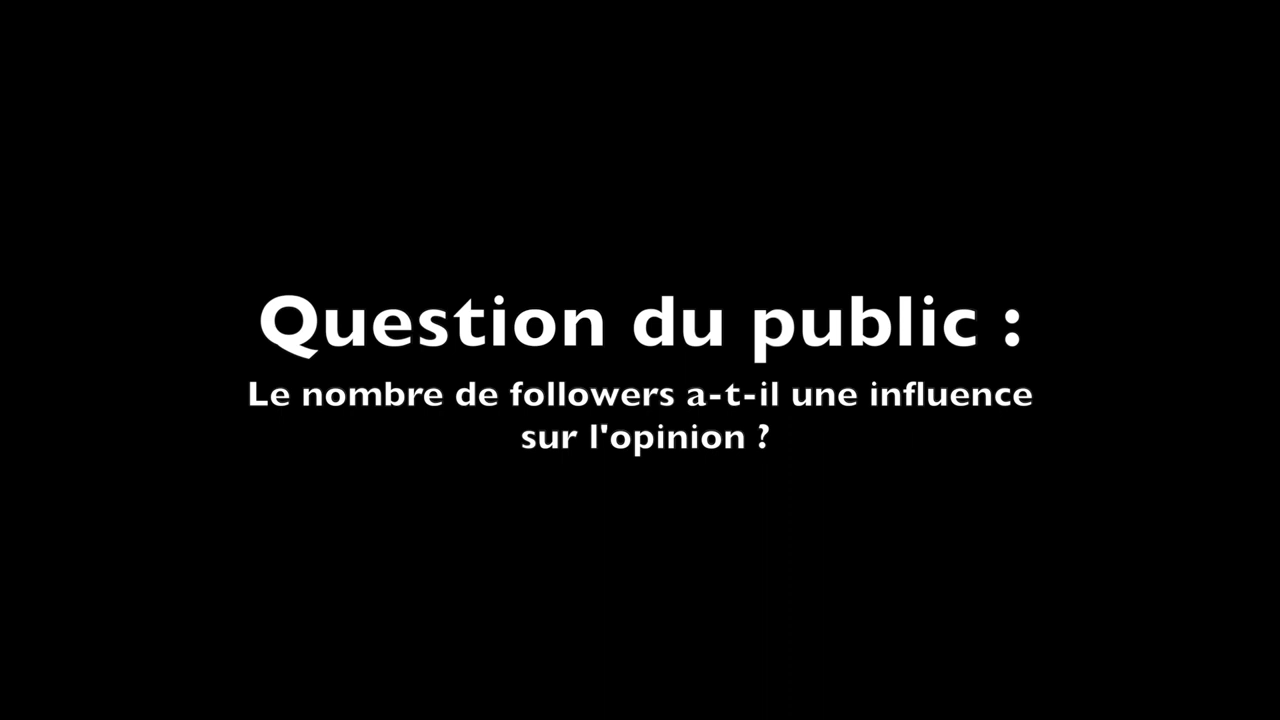 Question du public :
Le nombre de followers a-t-il une influence
sur l'opinion ?